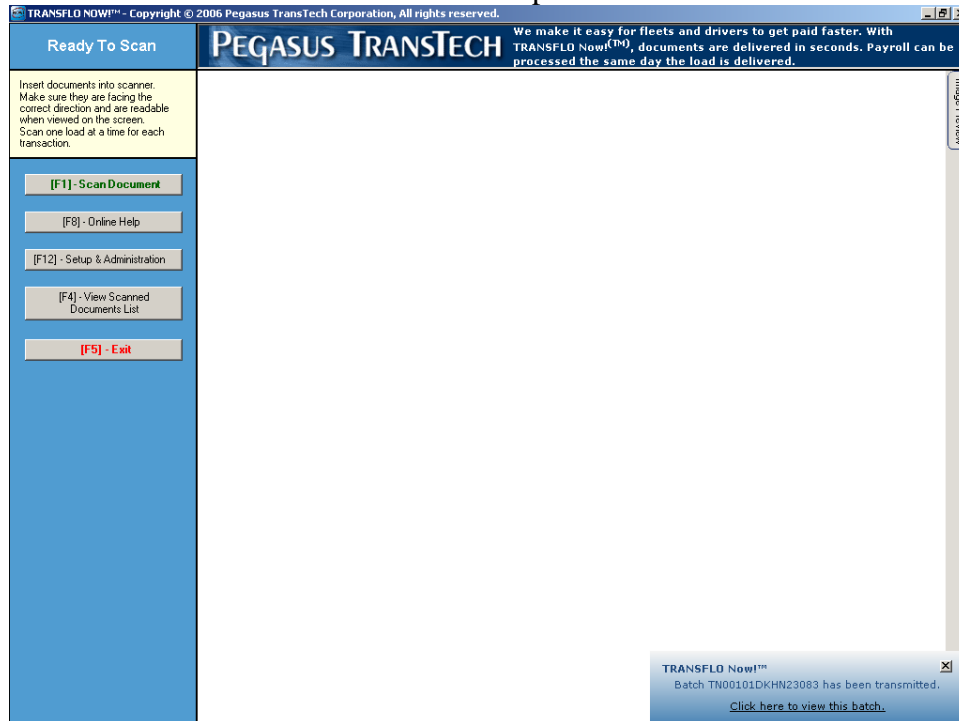 TRANSFLO NOW!™ - Copyright © 2006 Pegasus TransTech Corporation, All rights reserved.
Ready To Scan
PEGASUS TRANSTECH
We make it easy for fleets and drivers to get paid faster. With
TRANSFLO Now!(TM), documents are delivered in seconds. Payroll can be
processed the same day the load is delivered.
Insert documents into scanner.
Make sure they are facing the
correct direction and are readable
when viewed on the screen.
Scan one load at a time for each
transaction.
Image Preview
[F1] - Scan Document
[F8] - Online Help
[F12] - Setup & Administration
[F4] - View Scanned
Documents List
[F5] - Exit
TRANSFLO Now!™
Batch TN00101DKHN23083 has been transmitted.
Click here to view this batch.